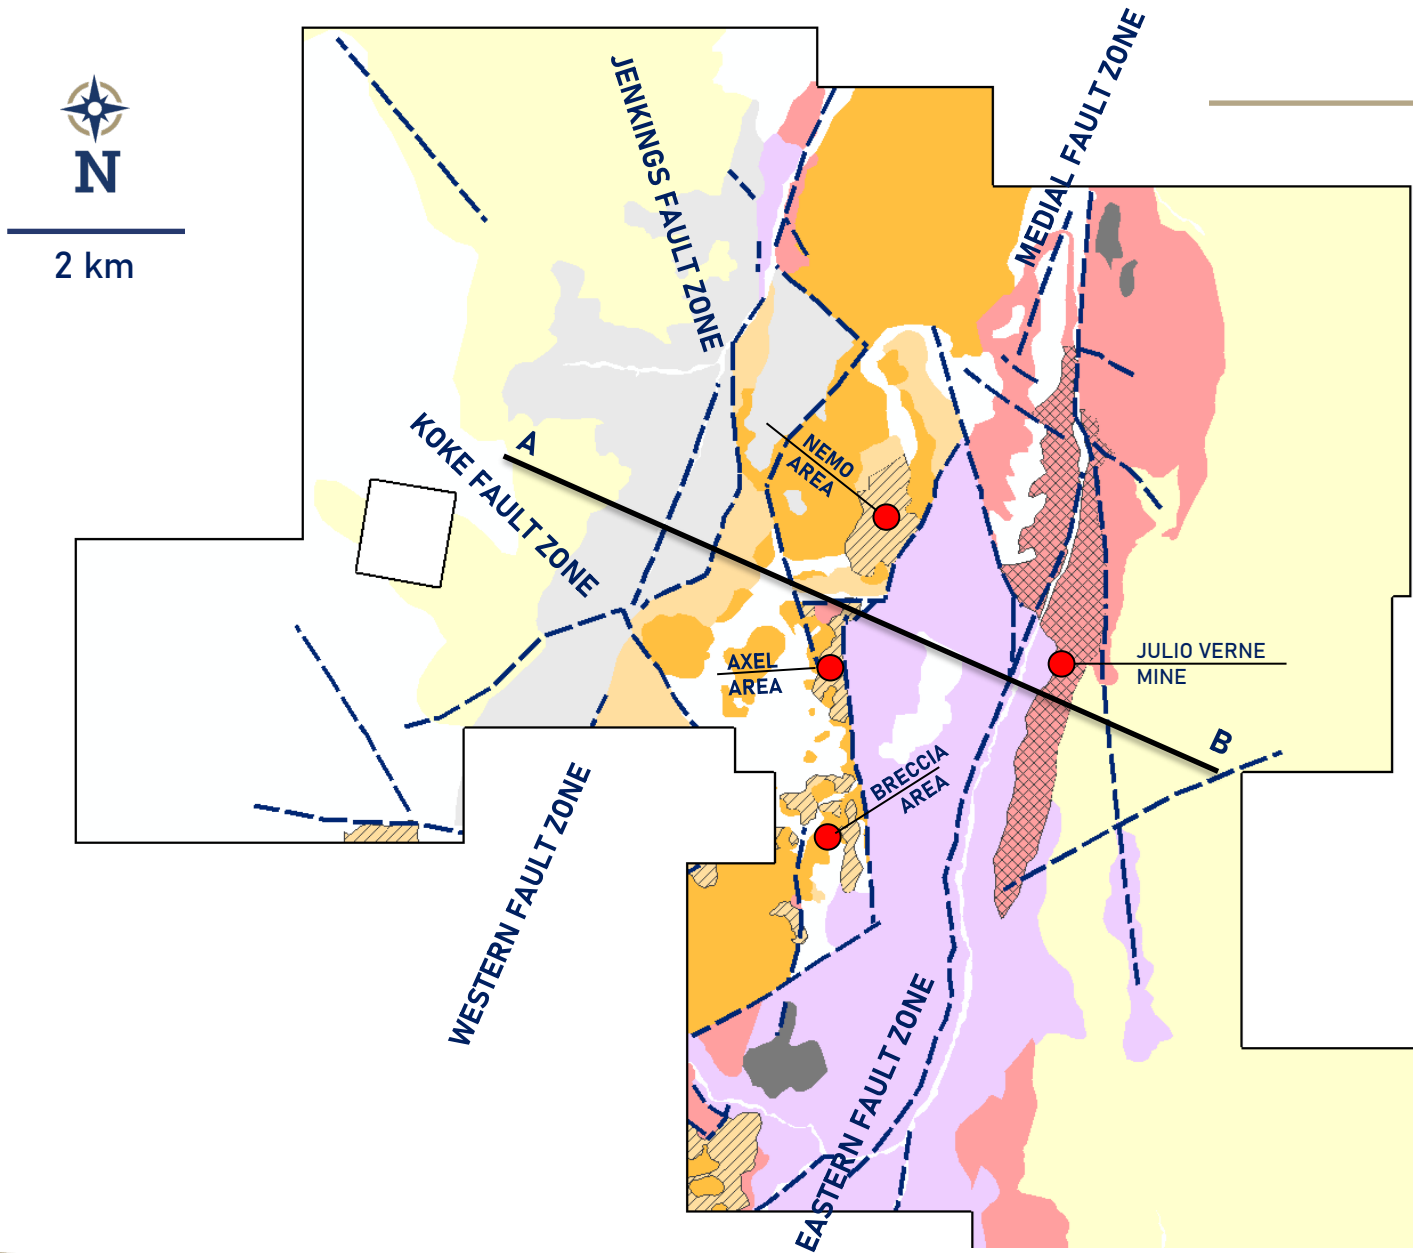 MEDIAL FAULT ZONE
JENKINGS FAULT ZONE
N
2 km
A
KOKE FAULT ZONE
NEMO
AREA
JULIO VERNE
MINE
AXEL
AREA
B
BRECCIA
AREA
WESTERN FAULT ZONE
EASTERN FAULT ZONE